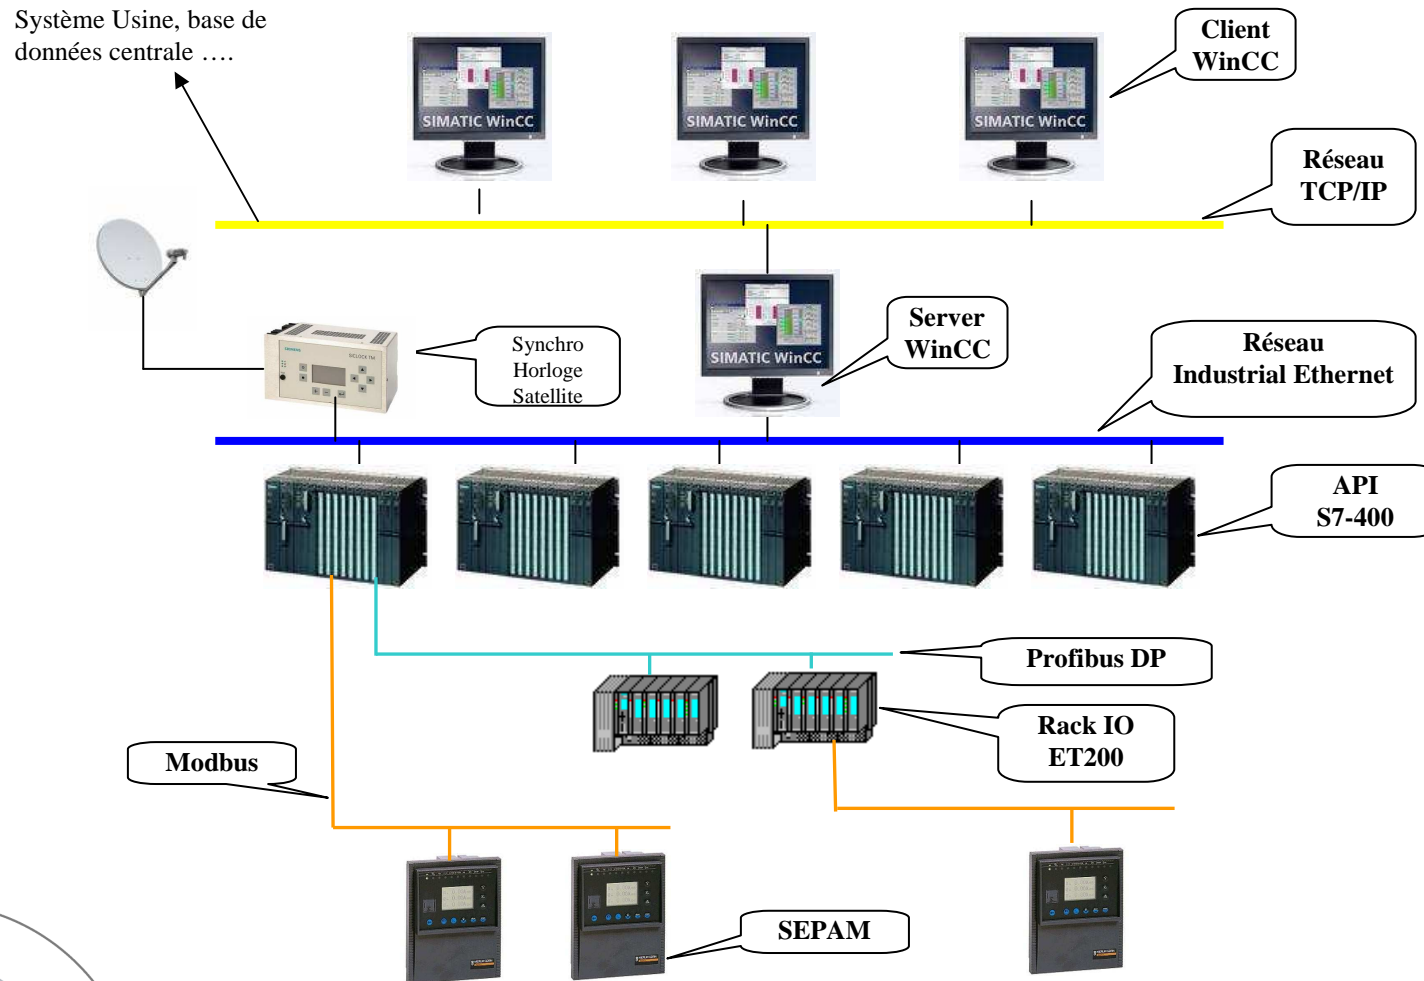 Système Usine, base de
données centrale ….
Client
WinCC
SIMATIC WinCC
SIMATIC WinCC
SIMATIC WinCC
Réseau
TCP/IP
Server
WinCC
SIMATIC WinCC
Synchro
Horloge
Satellite
Réseau
Industrial Ethernet
API
S7-400
Profibus DP
Rack IO
ET200
Modbus
SEPAM